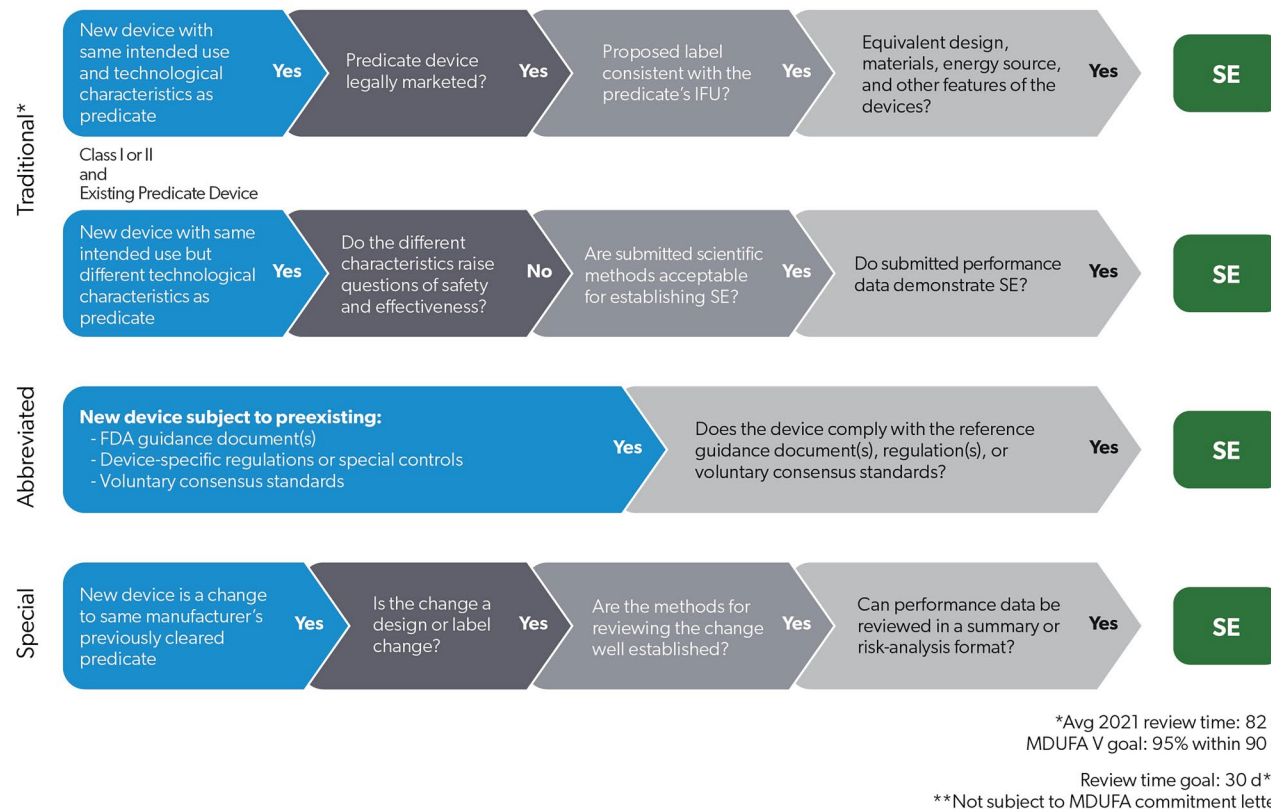 Traditional*
New device with
same intended use
and technological
characteristics as
predicate
Yes
Predicate device
legally marketed?
Yes
Proposed label
consistent with the
predicate's IFU?
Yes
Equivalent design,
materials, energy source,
and other features of the
devices?
Yes
SE
Class I or II
and
Existing Predicate Device
New device with same
intended use but
different technological
characteristics as
predicate
Yes
Do the different
characteristics raise
questions of safety
and effectiveness?
No
Are submitted scientific
methods acceptable
for establishing SE?
Yes
Do submitted performance
data demonstrate SE?
Yes
SE
Abbreviated
New device subject to preexisting:
- FDA guidance document(s)
- Device-specific regulations or special controls
- Voluntary consensus standards
Yes
Does the device comply with the reference
guidance document(s), regulation(s), or
voluntary consensus standards?
Yes
SE
Special
New device is a change
to same manufacturer's
previously cleared
predicate
Yes
Is the change a
design or label
change?
Yes
Are the methods for
reviewing the change
well established?
Yes
Can performance data be
reviewed in a summary or
risk-analysis format?
Yes
SE
*Avg 2021 review time: 82
MDUFA V goal: 95% within 90
Review time goal: 30 d*
**Not subject to MDUFA commitment